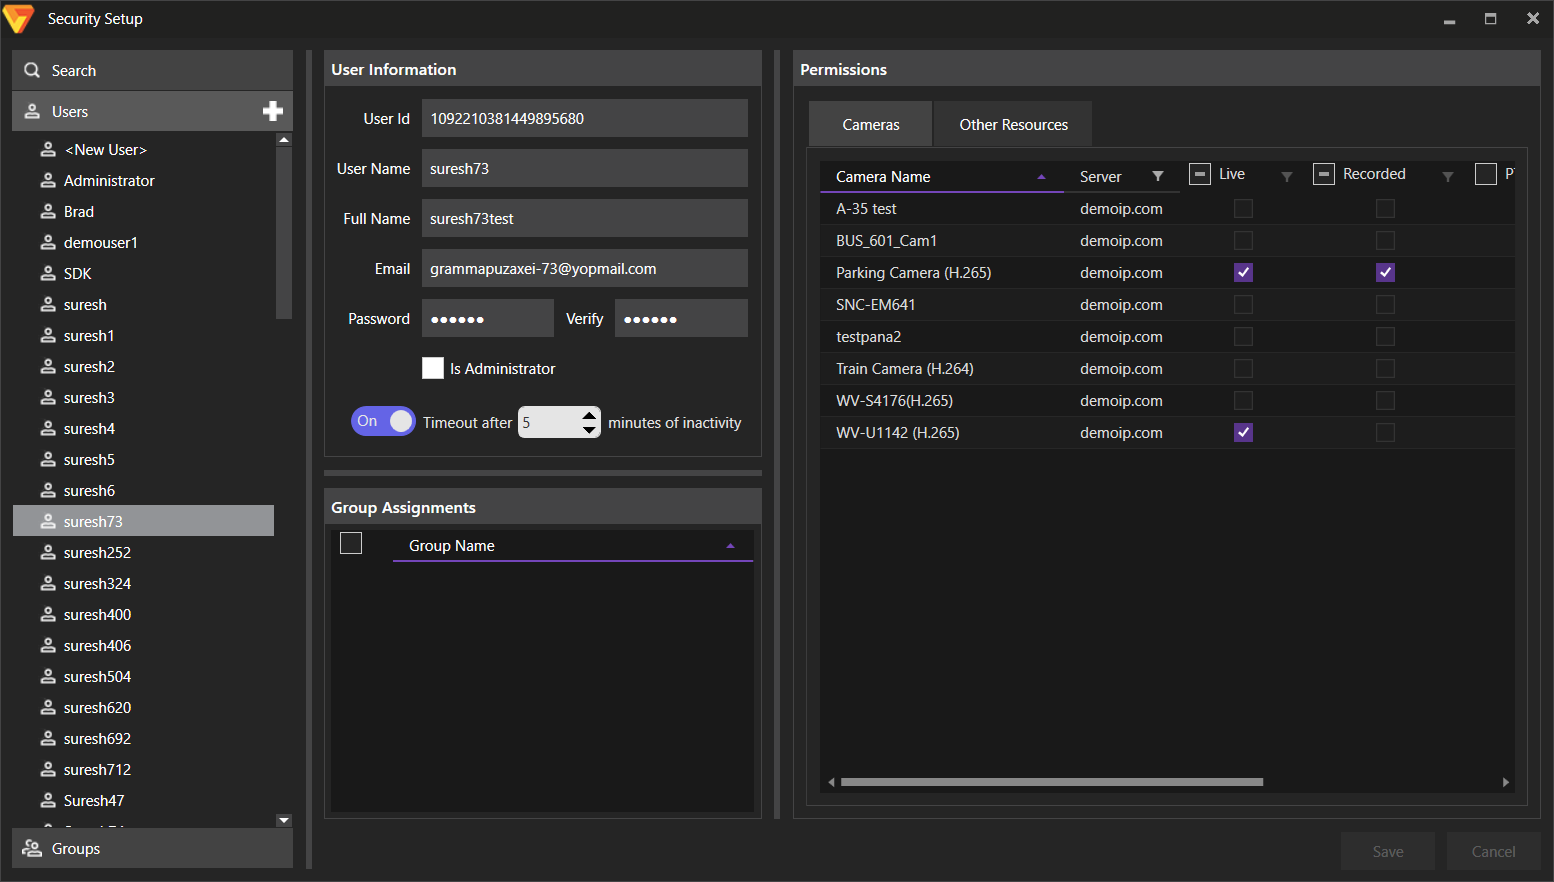 Security Setup
Search
Users
<New User>
Administrator
Brad
demouser1
SDK
suresh
suresh1
suresh2
suresh3
suresh4
suresh5
suresh6
suresh73
suresh252
suresh324
suresh400
suresh406
suresh504
suresh620
suresh692
suresh712
Suresh47
Groups
User Information
User Id 1092210381449895680
User Name suresh73
Full Name suresh73test
Email grammapuzaxei-73@yopmail.com
Password ●●●●●● Verify ●●●●●●
Is Administrator
On Timeout after 5 minutes of inactivity
Group Assignments
Group Name
Permissions
Cameras Other Resources
Camera Name Server Live Recorded
A-35 test demoip.com
BUS_601_Cam1 demoip.com
Parking Camera (H.265) demoip.com
SNC-EM641 demoip.com
testpana2 demoip.com
Train Camera (H.264) demoip.com
WV-S4176(H.265) demoip.com
WV-U1142 (H.265) demoip.com
Save Cancel